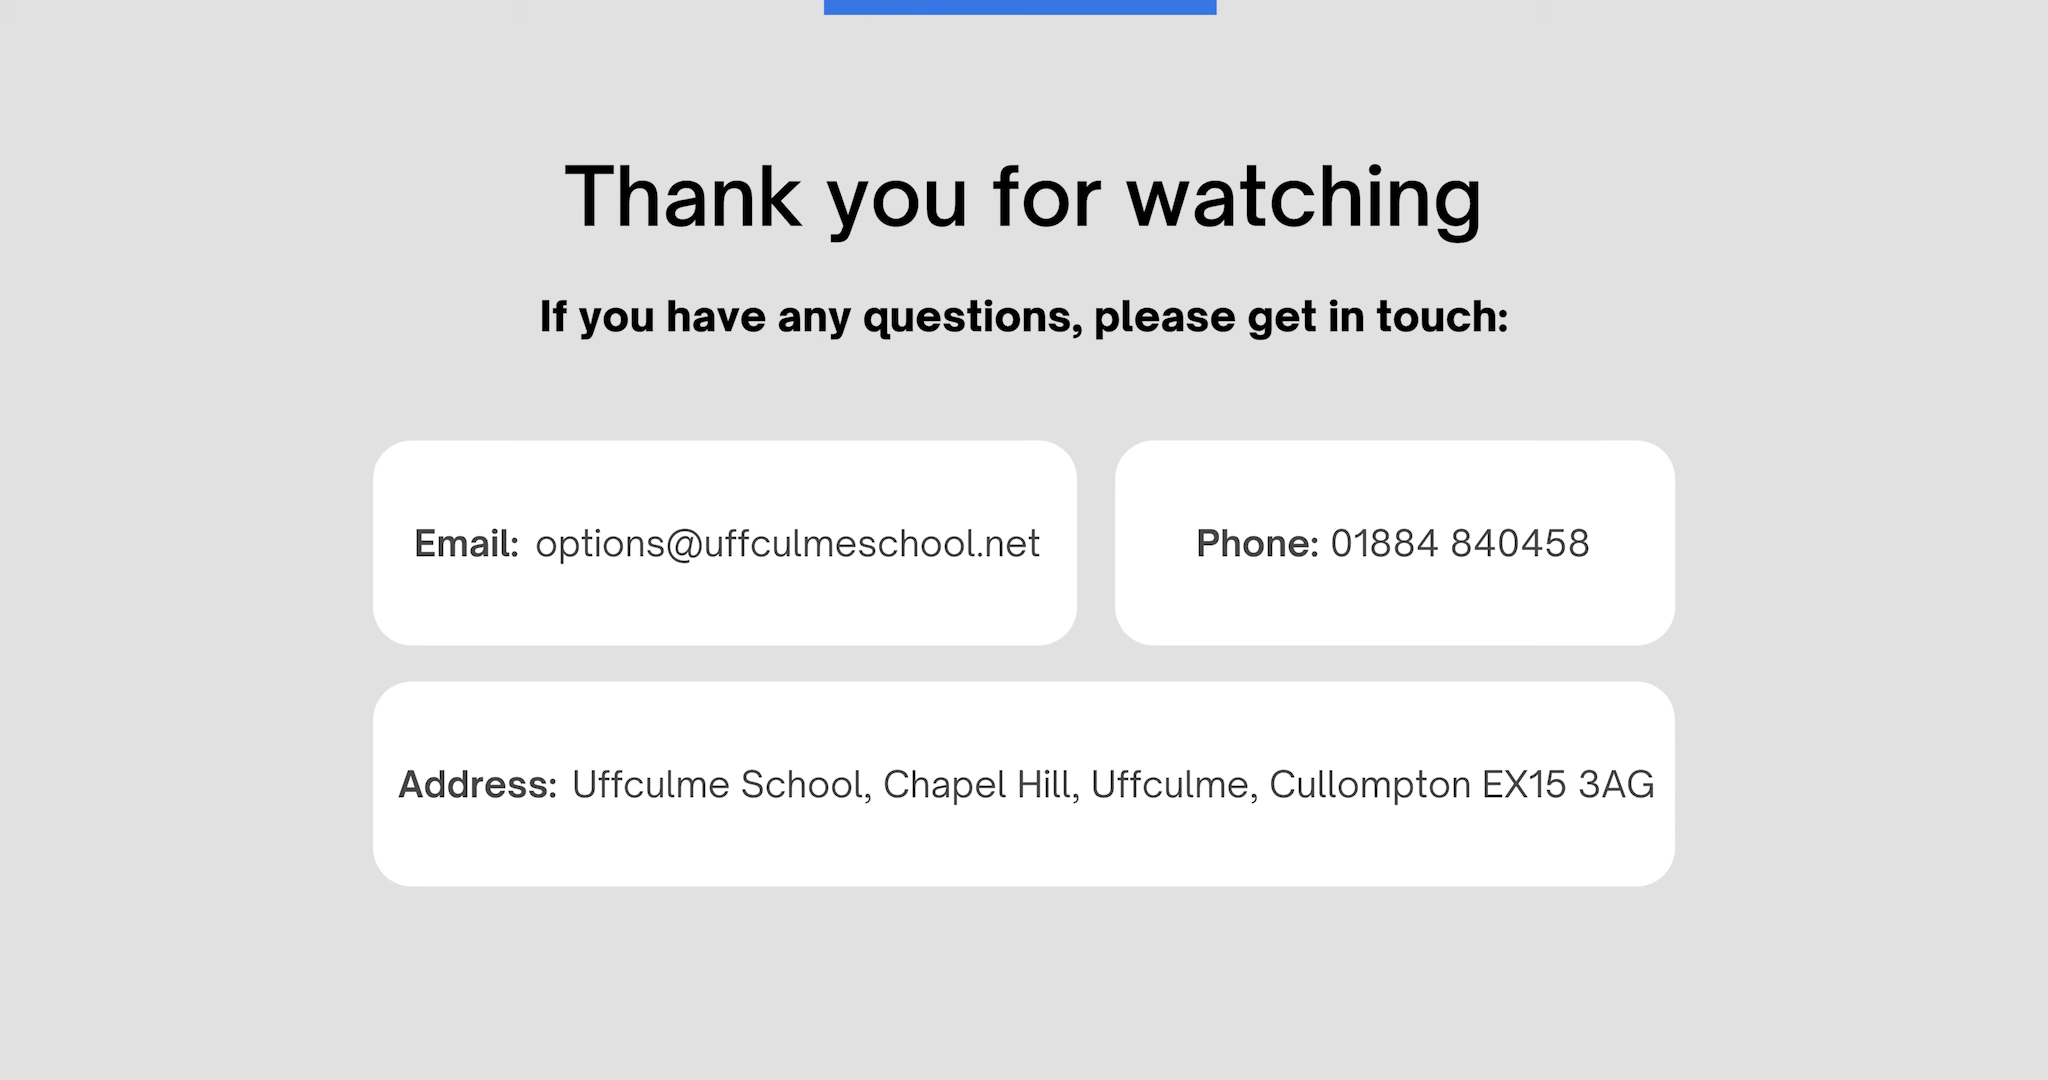 Thank you for watching
If you have any questions, please get in touch:
Email: options@uffculmeschool.net
Phone: 01884 840458
Address: Uffculme School, Chapel Hill, Uffculme, Cullompton EX15 3AG